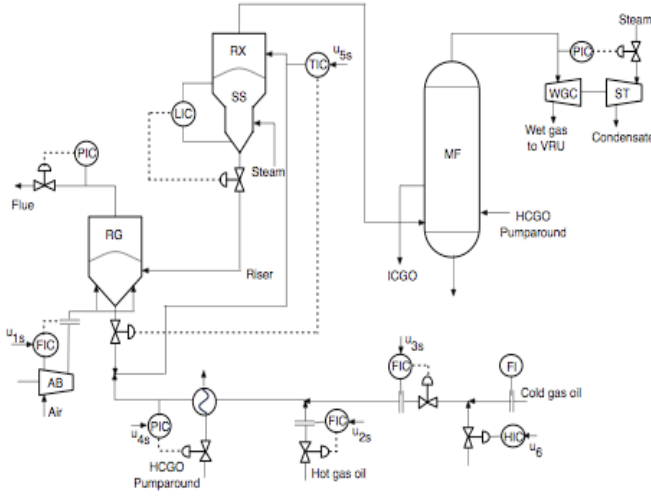 Steam
RX
u5s
TIC
PIC
SS
WGC
ST
LIC
Wet gas
to VRU
Condensate
PIC
MF
Steam
Flue
RG
HCGO
Pumparound
Riser
ICGO
u1s
FIC
u3s
FIC
FI
AB
Cold gas oil
Air
u4s
PIC
FIC
u2s
HIC
u6
HCGO
Pumparound
Hot gas oil